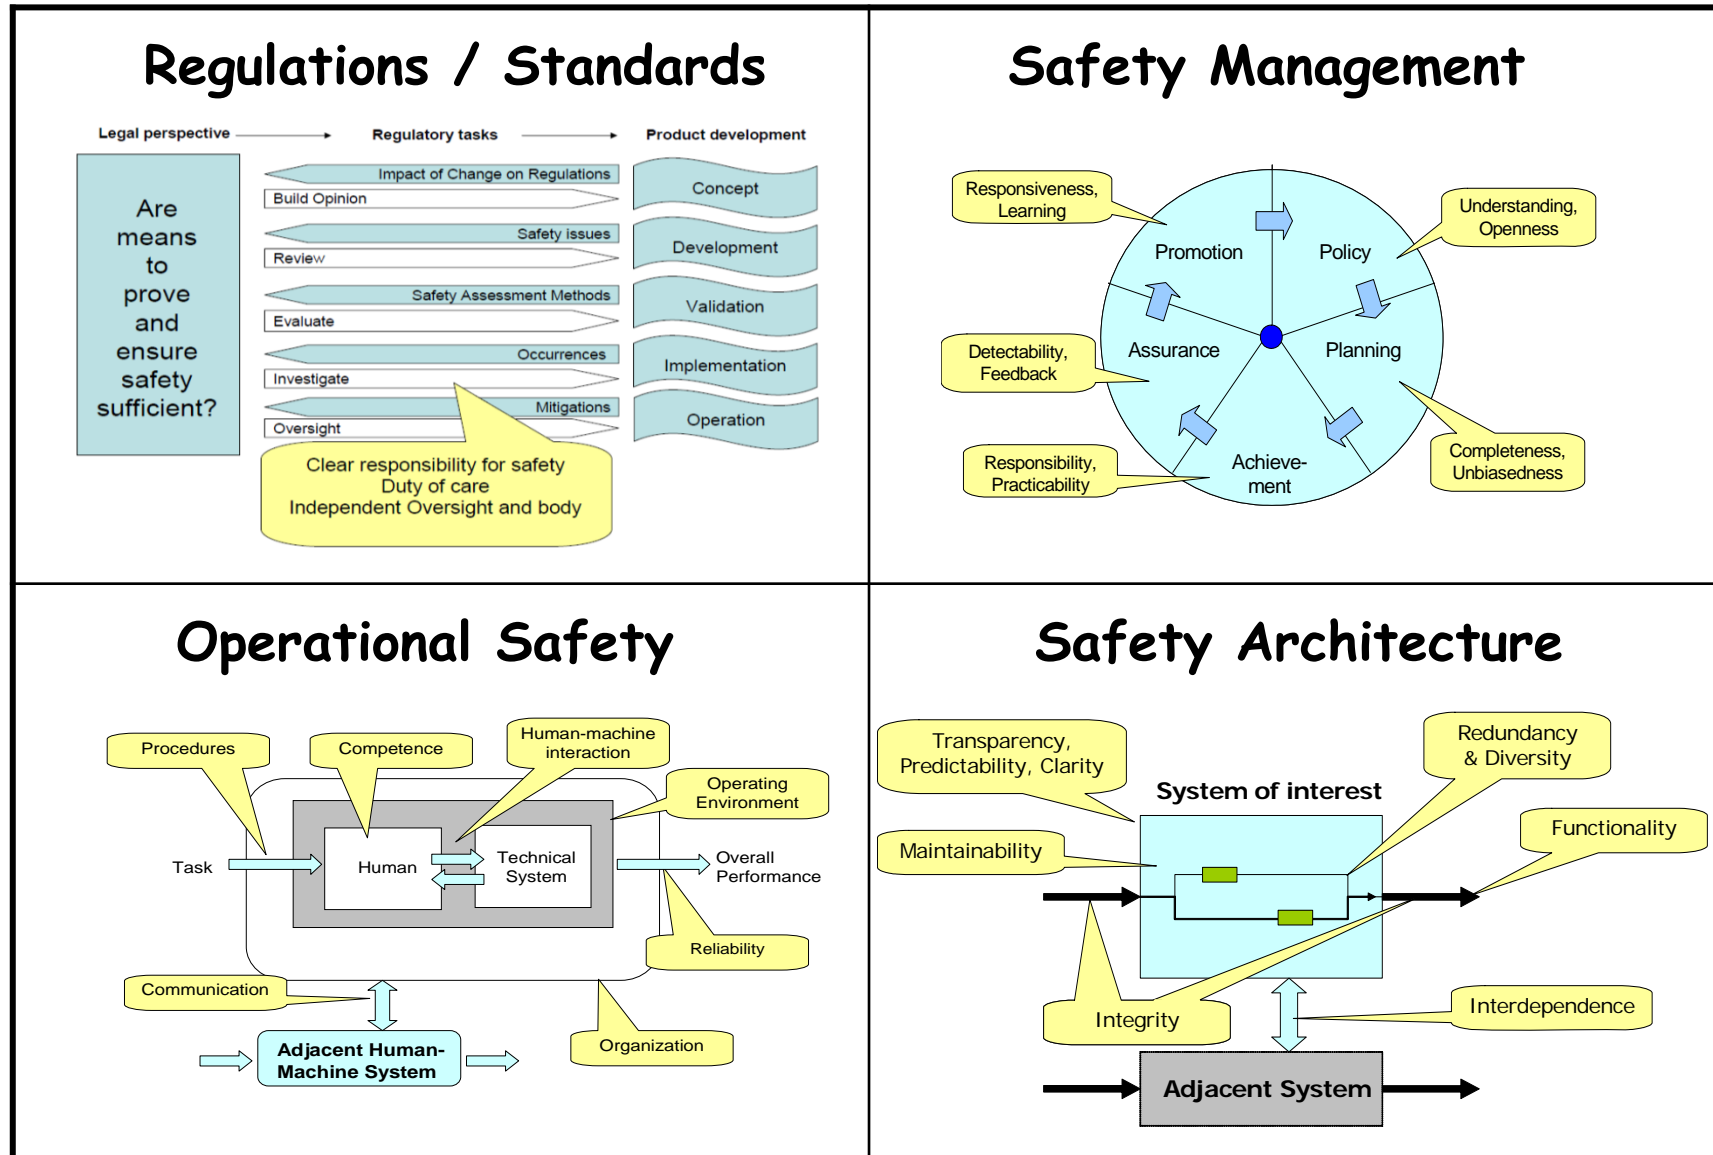 Regulations / Standards
Legal perspective
Regulatory tasks
Product development
Are
means
to
prove
and
ensure
safety
sufficient?
Impact of Change on Regulations
Build Opinion
Safety issues
Review
Safety Assessment Methods
Evaluate
Occurrences
Investigate
Mitigations
Oversight
Concept
Development
Validation
Implementation
Operation
Clear responsibility for safety
Duty of care
Independent Oversight and body
Safety Management
Responsiveness,
Learning
Understanding,
Openness
Promotion
Policy
Detectability,
Feedback
Assurance
Planning
Responsibility,
Practicability
Achieve-
ment
Completeness,
Unbiasedness
Operational Safety
Procedures
Competence
Human-machine
interaction
Operating
Environment
Task
Human
Technical
System
Overall
Performance
Reliability
Communication
Organization
Adjacent Human-
Machine System
Safety Architecture
Transparency,
Predictability, Clarity
Redundancy
& Diversity
System of interest
Functionality
Maintainability
Integrity
Interdependence
Adjacent System